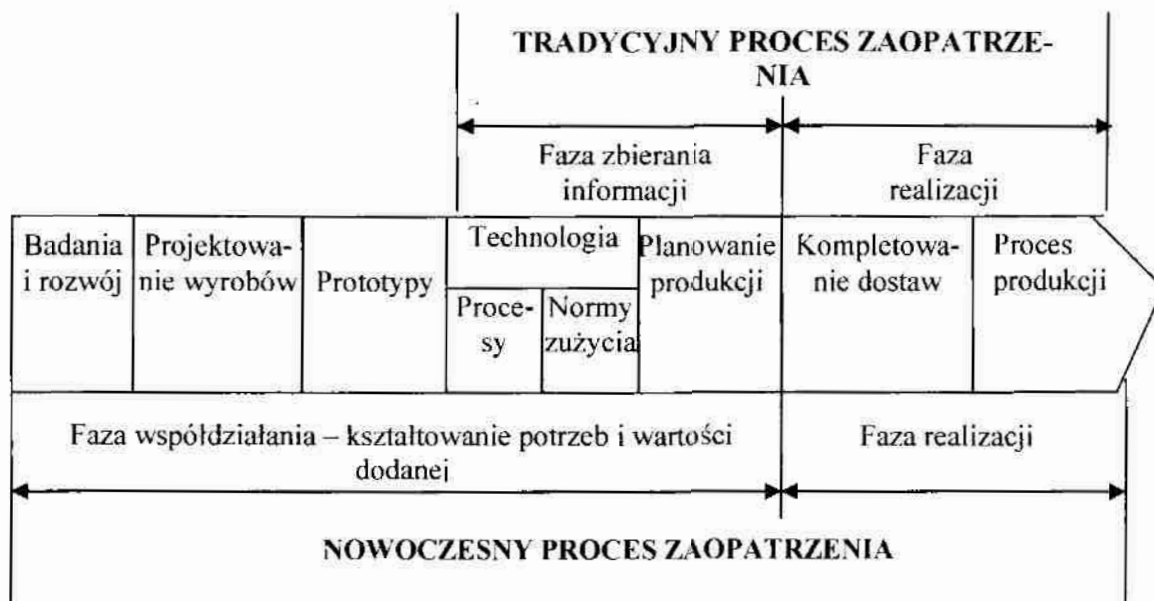 TRADYCYJNY PROCES ZAOPATRZE-
NIA
Faza zbierania
informacji
Faza
realizacji
Badania
i rozwój
Projektowa-
nie wyrobów
Prototypy
Technologia
Proce-
sy
Normy
zużycia
Planowanie
produkcji
Kompletowa-
nie dostaw
Proces
produkcji
Faza współdziałania – kształtowanie potrzeb i wartości
dodanej
Faza realizacji
NOWOCZESNY PROCES ZAOPATRZENIA